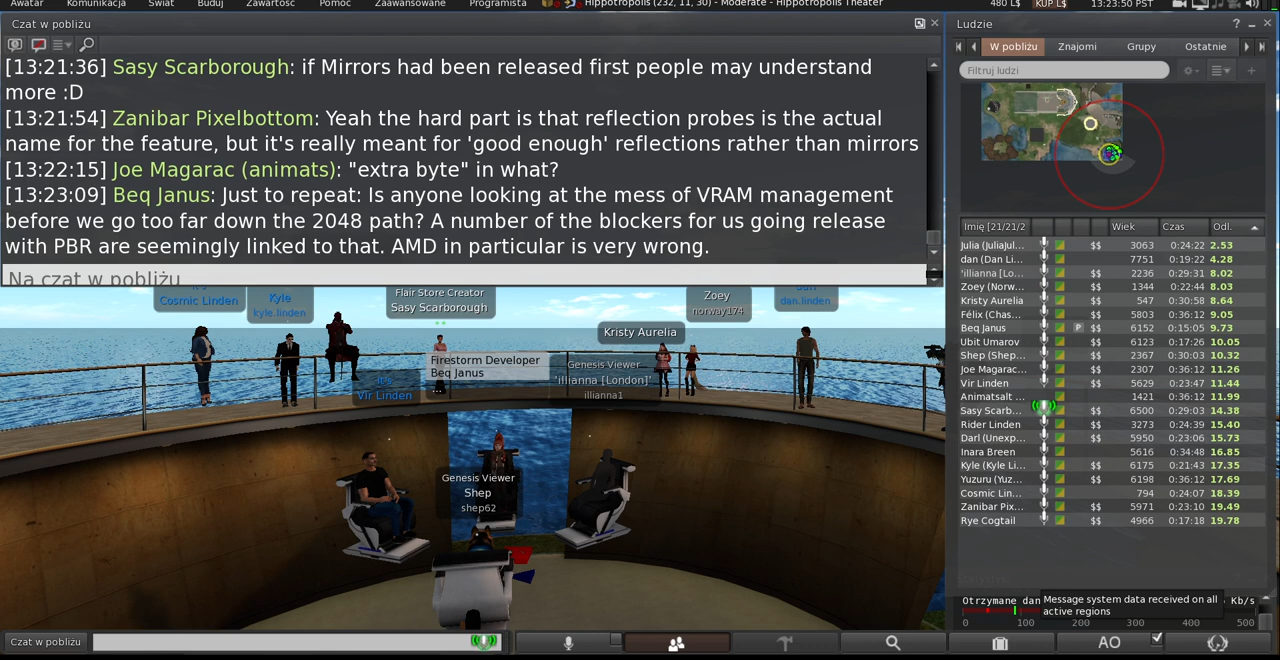 Awatar Komunikacja Świat Buduj Zawartość Pomoc Zaawansowane Programista Hippotropolis (232, 11, 30) - Moderate - Hippotropolis Theater 480 L$ KUP L$ 13:23:50 PST
Czat w pobliżu
[13:21:36] Sasy Scarborough: if Mirrors had been released first people may understand
more :D
[13:21:54] Zanibar Pixelbottom: Yeah the hard part is that reflection probes is the actual
name for the feature, but it's really meant for 'good enough' reflections rather than mirrors
[13:22:15] Joe Magarac (animats): "extra byte" in what?
[13:23:09] Beq Janus: Just to repeat: Is anyone looking at the mess of VRAM management
before we go too far down the 2048 path? A number of the blockers for us going release
with PBR are seemingly linked to that. AMD in particular is very wrong.
Na czat w pobliżu
Cosmic Linden
Kyle
kyle.linden
Flair Store Creator
Sasy Scarborough
Zoey
norway174
dan.linden
Kristy Aurelia
Firestorm Developer
Beq Janus
Genesis Viewer
'illianna [London]'
illianna1
It's
Vir Linden
Genesis Viewer
Shep
shep62
Czat w pobliżu
Ludzie
? _ ×
W pobliżu Znajomi Grupy Ostatnie
Filtruj ludzi
Imię [21/21/2 Wiek Czas Odl.
Julia (JuliaJul... $$ 3063 0:24:22 2.53
dan (Dan Li... 7751 0:19:22 4.28
'illianna [Lo... $$ 2236 0:29:31 8.02
Zoey (Norw... $$ 1344 0:22:44 8.03
Kristy Aurelia $$ 547 0:30:58 8.64
Félix (Chas... $$ 5803 0:36:12 9.05
Beq Janus P $$ 6152 0:15:05 9.73
Ubit Umarov $$ 6123 0:17:26 10.05
Shep (Shep... $$ 2367 0:30:03 10.32
Joe Magarac... $$ 2307 0:36:12 11.26
Vir Linden $$ 5629 0:23:47 11.44
Animatsalt ... 1421 0:36:12 11.99
Sasy Scarb... $$ 6500 0:29:03 14.38
Rider Linden $$ 3273 0:24:39 15.40
Darl (Unexp... $$ 5950 0:23:06 15.73
Inara Breen 5616 0:34:48 16.85
Kyle (Kyle Li... $$ 6175 0:21:43 17.35
Yuzuru (Yuz... $$ 6198 0:36:12 17.69
Cosmic Lin... 794 0:24:07 18.39
Zanibar Pix... $$ 5971 0:23:10 19.49
Rye Cogtail $$ 4966 0:17:18 19.78
Otrzymane dan Kb/s
Message system data received on all
active regions
0 100 200 300 400 500
AO